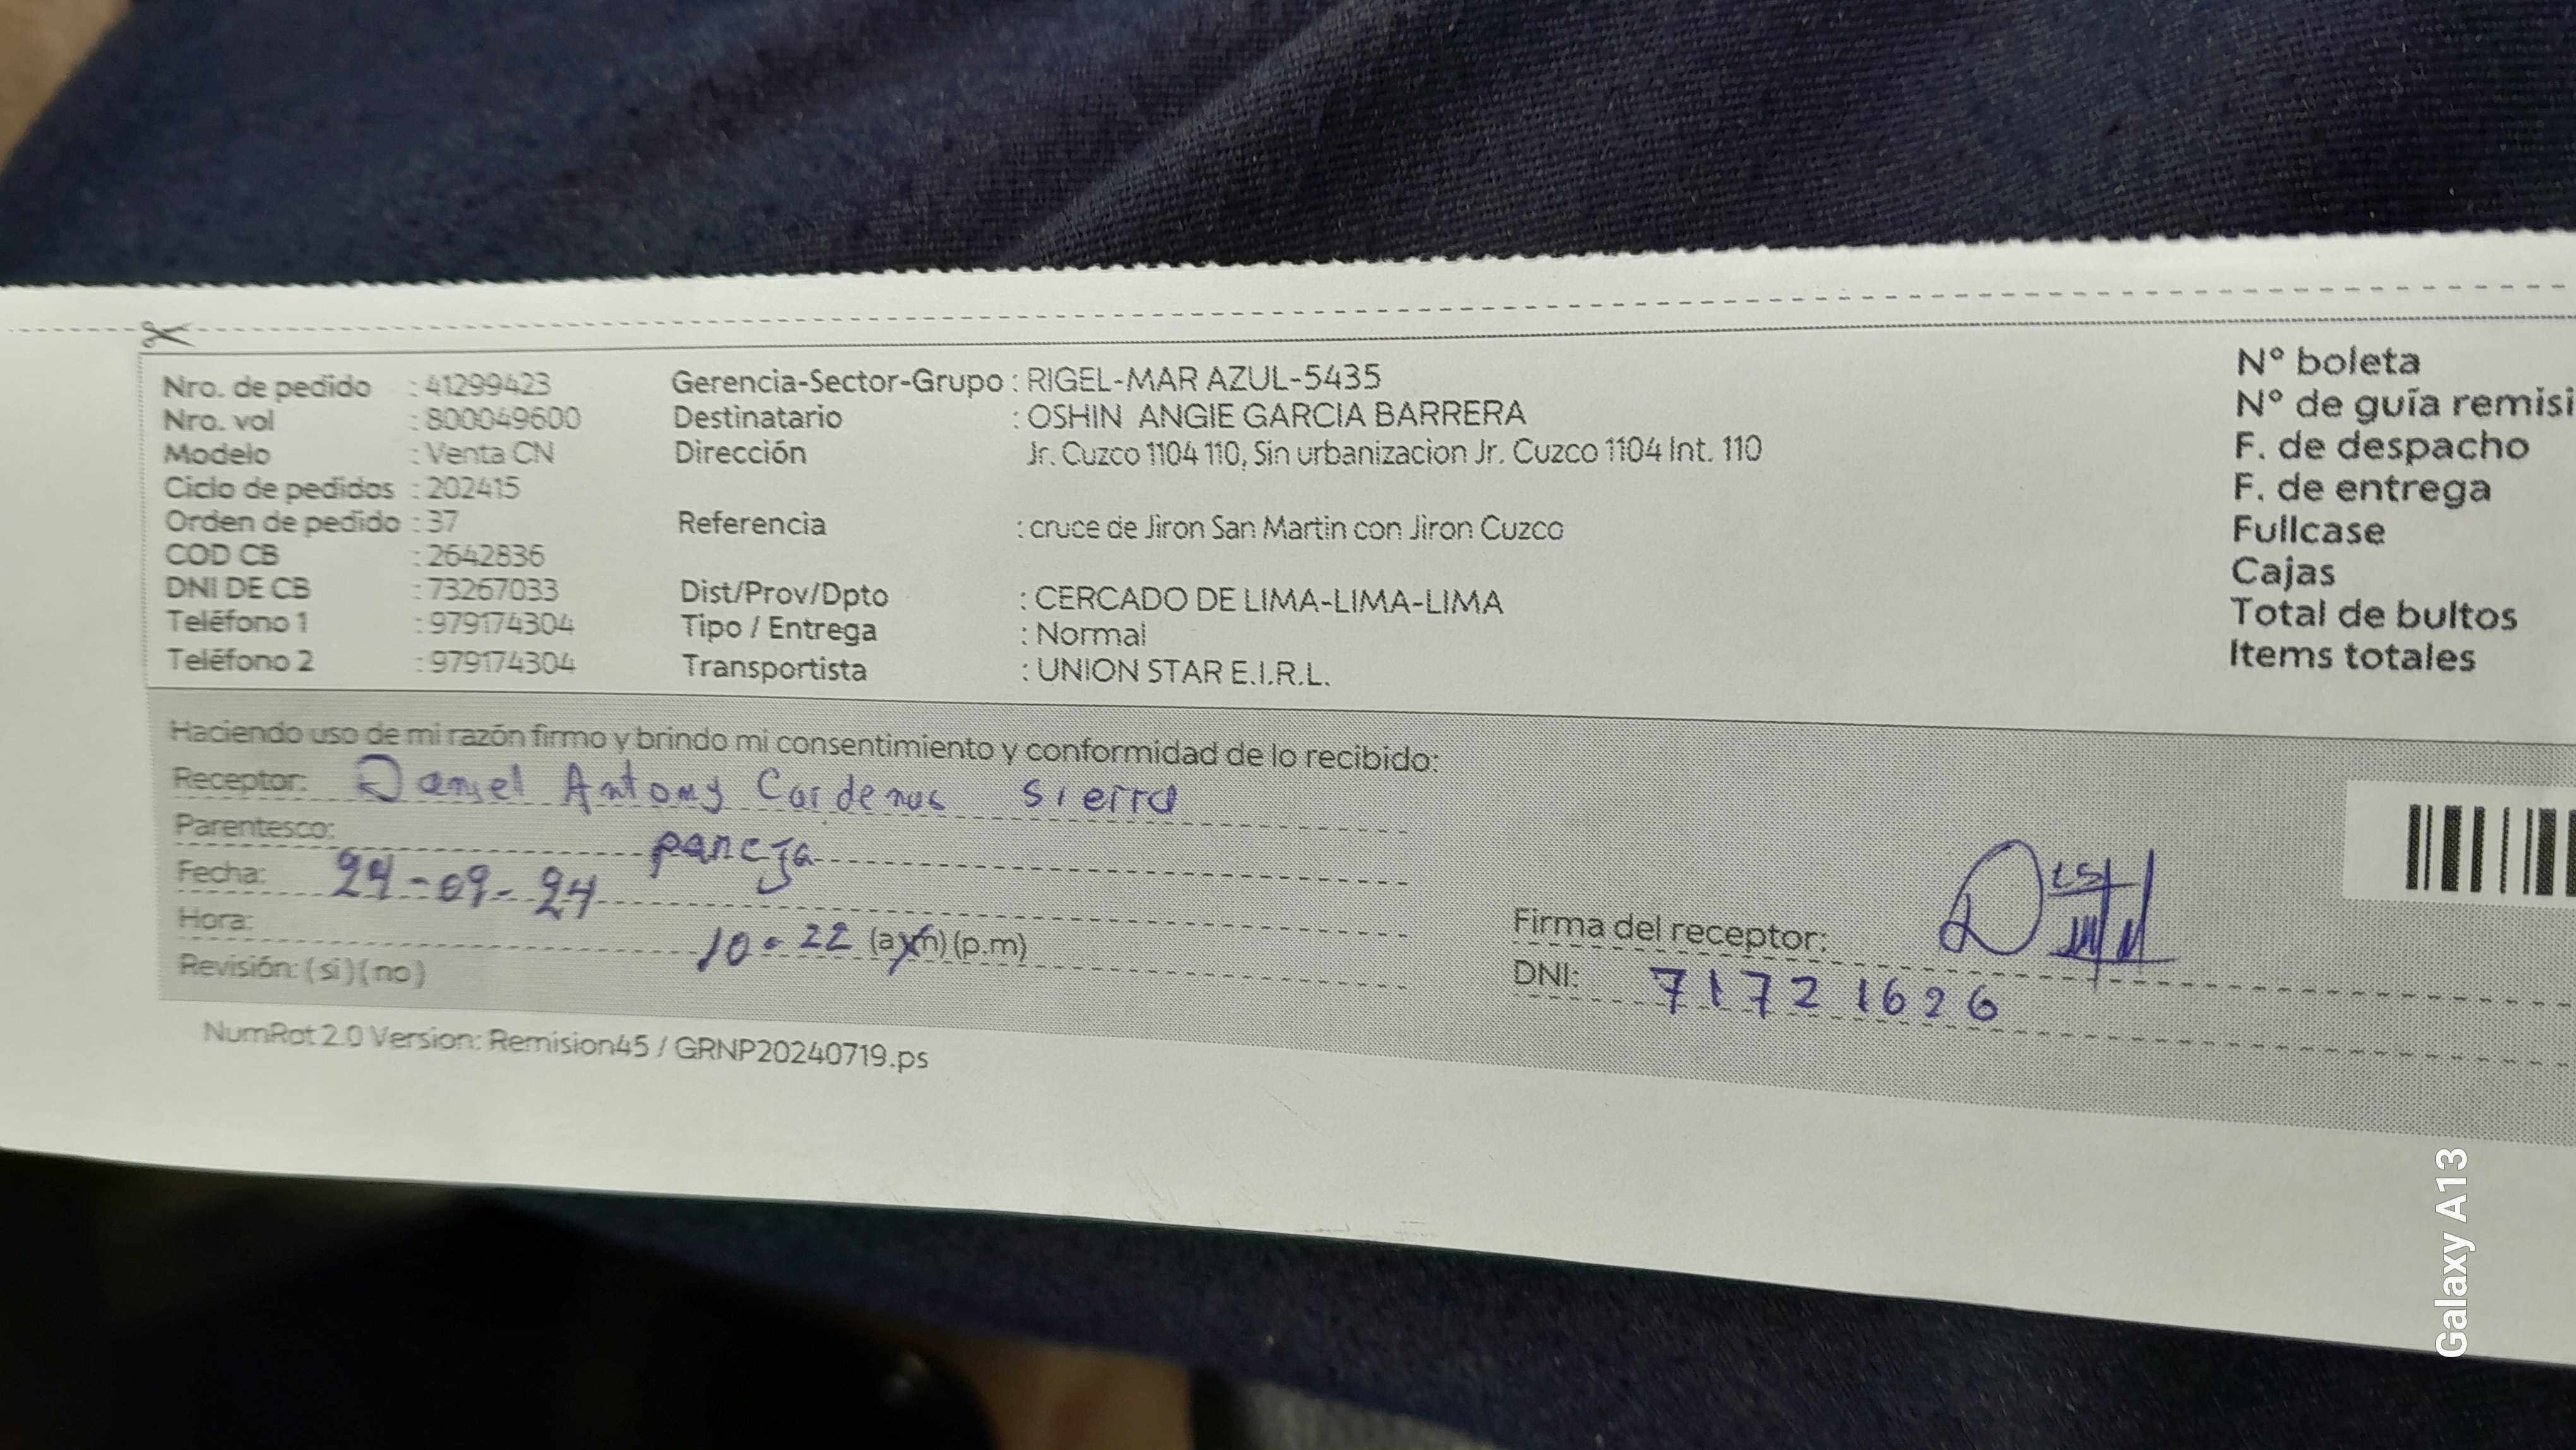 Nro. de pedido : 41299423
Nro. vol : 800049600
Modelo : Venta CN
Ciclo de pedidos : 202415
Orden de pedido : 37
COD CB : 2642836
DNI DE CB : 73267033
Teléfono 1 : 979174304
Teléfono 2 : 979174304
Gerencia-Sector-Grupo : RIGEL-MAR AZUL-5435
Destinatario : OSHIN ANGIE GARCIA BARRERA
Dirección Jr. Cuzco 1104 110, Sin urbanizacion Jr. Cuzco 1104 Int. 110
Referencia : cruce de Jiron San Martin con Jiron Cuzco
Dist/Prov/Dpto : CERCADO DE LIMA-LIMA-LIMA
Tipo / Entrega : Normal
Transportista : UNION STAR E.I.R.L.
N° boleta
N° de guía remisi
F. de despacho
F. de entrega
Fullcase
Cajas
Total de bultos
Items totales
Haciendo uso de mi razón firmo y brindo mi consentimiento y conformidad de lo recibido:
Receptor: Daniel Antony Cardenas Sierra
Parentesco: pareja
Fecha: 24-09-24
Hora: 10:22 (a.m) (p.m)
Revisión: (si) (no)
Firma del receptor:
DNI: 71721626
NumRot 2.0 Version: Remision45 / GRNP20240719.ps
Galaxy A13